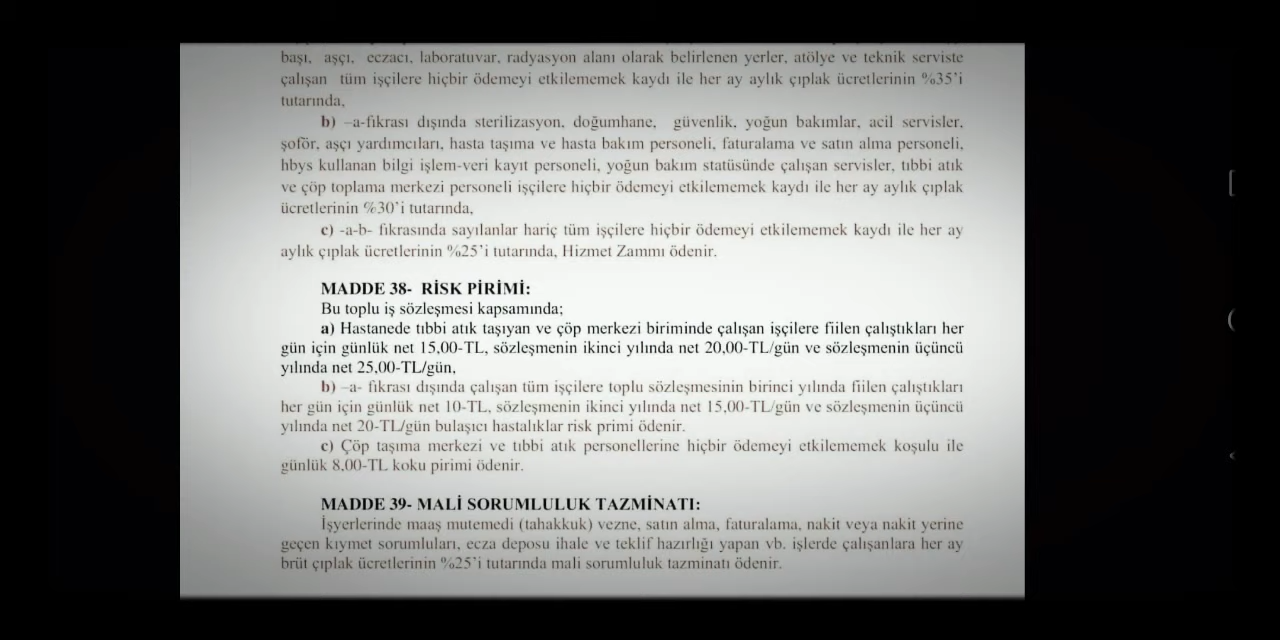 başı, aşçı, eczacı, laboratuvar, radyasyon alanı olarak belirlenen yerler, atölye ve teknik serviste
çalışan tüm işçilere hiçbir ödemeyi etkilememek kaydı ile her ay aylık çıplak ücretlerinin %35'i
tutarında,
b) –a-fıkrası dışında sterilizasyon, doğumhane, güvenlik, yoğun bakımlar, acil servisler,
şoför, aşçı yardımcıları, hasta taşıma ve hasta bakım personeli, faturalama ve satın alma personeli,
hbys kullanan bilgi işlem-veri kayıt personeli, yoğun bakım statüsünde çalışan servisler, tıbbi atık
ve çöp toplama merkezi personeli işçilere hiçbir ödemeyi etkilememek kaydı ile her ay aylık çıplak
ücretlerinin %30'i tutarında,
c) -a-b- fıkrasında sayılanlar hariç tüm işçilere hiçbir ödemeyi etkilememek kaydı ile her ay
aylık çıplak ücretlerinin %25'i tutarında, Hizmet Zammı ödenir.
MADDE 38- RİSK PİRİMİ:
Bu toplu iş sözleşmesi kapsamında;
a) Hastanede tıbbi atık taşıyan ve çöp merkezi biriminde çalışan işçilere fiilen çalıştıkları her
gün için günlük net 15,00-TL, sözleşmenin ikinci yılında net 20,00-TL/gün ve sözleşmenin üçüncü
yılında net 25,00-TL/gün,
b) –a- fıkrası dışında çalışan tüm işçilere toplu sözleşmesinin birinci yılında fiilen çalıştıkları
her gün için günlük net 10-TL, sözleşmenin ikinci yılında net 15,00-TL/gün ve sözleşmenin üçüncü
yılında net 20-TL/gün bulaşıcı hastalıklar risk primi ödenir.
c) Çöp taşıma merkezi ve tıbbi atık personellerine hiçbir ödemeyi etkilememek koşulu ile
günlük 8,00-TL koku pirimi ödenir.
MADDE 39- MALİ SORUMLULUK TAZMİNATI:
İşyerlerinde maaş mutemedi (tahakkuk) vezne, satın alma, faturalama, nakit veya nakit yerine
geçen kıymet sorumluları, ecza deposu ihale ve teklif hazırlığı yapan vb. işlerde çalışanlara her ay
brüt çıplak ücretlerinin %25'i tutarında mali sorumluluk tazminatı ödenir.